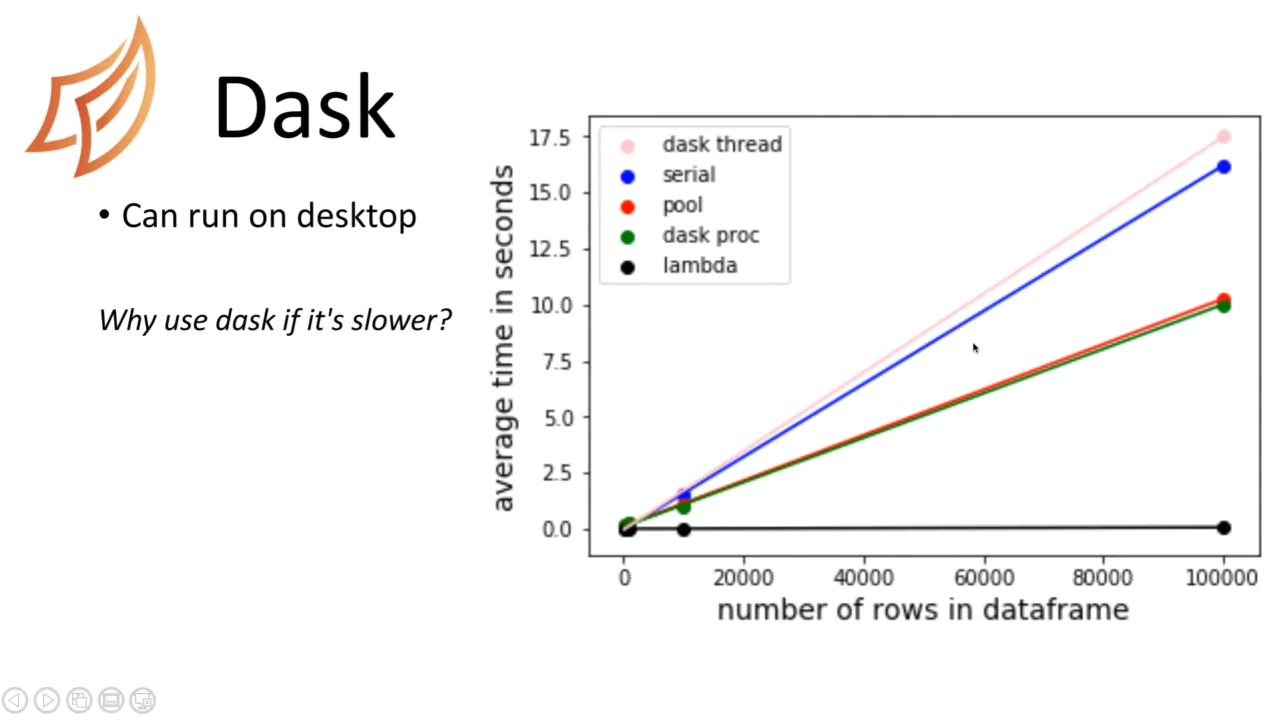 Dask
• Can run on desktop
Why use dask if it's slower?
average time in seconds
17.5
15.0
12.5
10.0
7.5
5.0
2.5
0.0
dask thread
serial
pool
dask proc
lambda
0 20000 40000 60000 80000 100000
number of rows in dataframe